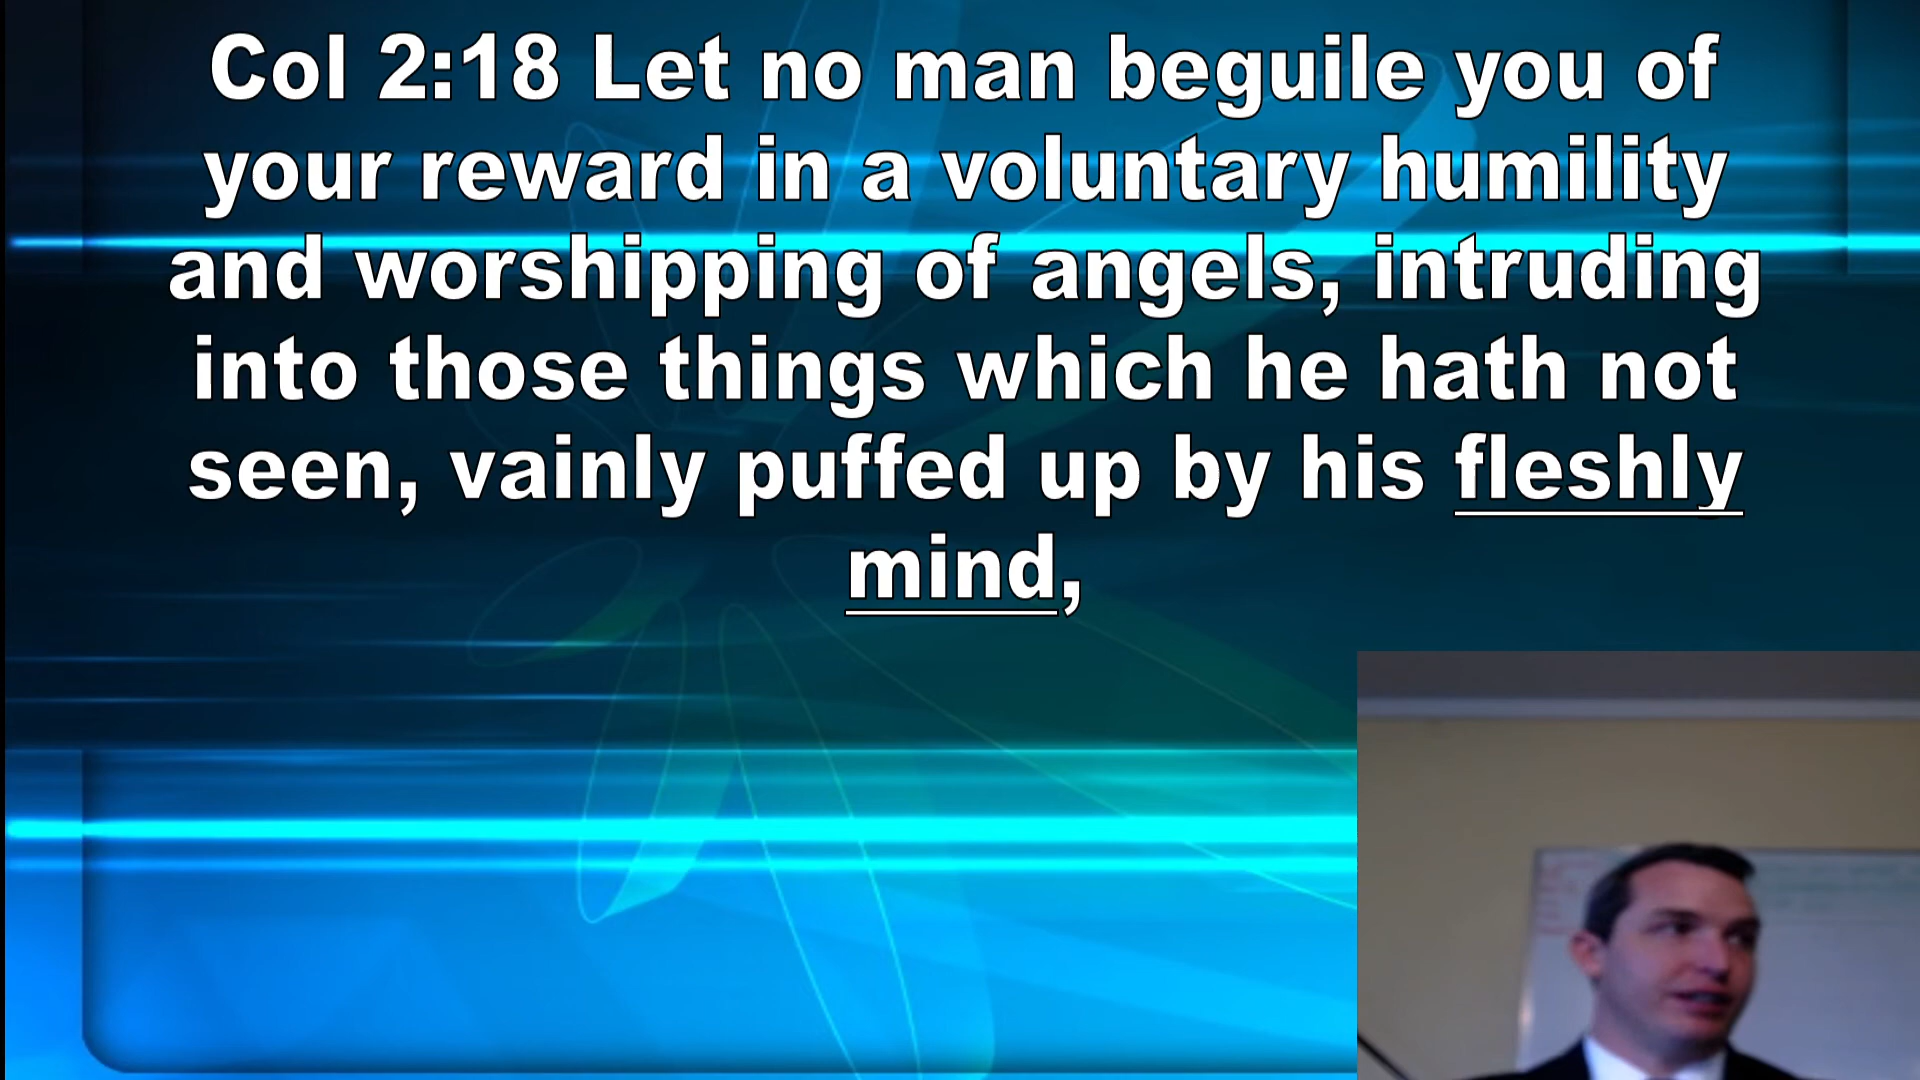 Col 2:18 Let no man beguile you of
your reward in a voluntary humility
and worshipping of angels, intruding
into those things which he hath not
seen, vainly puffed up by his fleshly
mind,